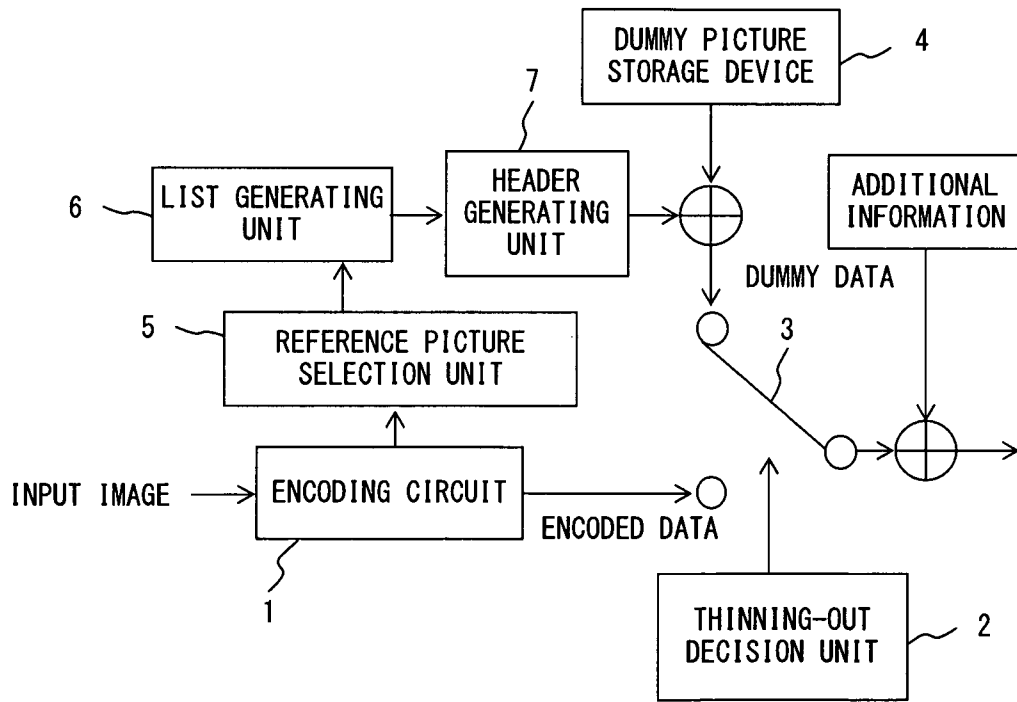 DUMMY PICTURE
STORAGE DEVICE
4
7
6
LIST GENERATING
UNIT
HEADER
GENERATING
UNIT
ADDITIONAL
INFORMATION
DUMMY DATA
5
REFERENCE PICTURE
SELECTION UNIT
3
INPUT IMAGE
ENCODING CIRCUIT
ENCODED DATA
1
THINNING-OUT
DECISION UNIT
2